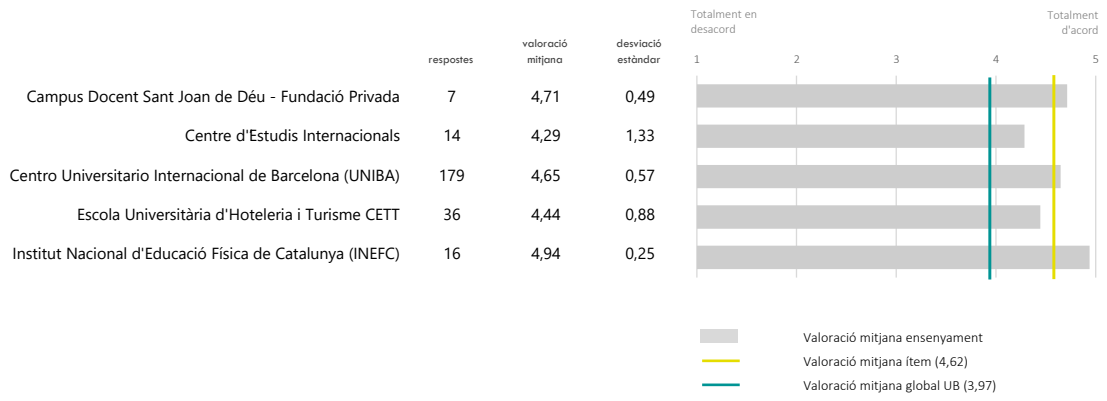 Totalment en
desacord
Totalment
d'acord
respostes
valoració
mitjana
desviació
estàndar
1 2 3 4 5
Campus Docent Sant Joan de Déu - Fundació Privada 7 4,71 0,49
Centre d'Estudis Internacionals 14 4,29 1,33
Centro Universitario Internacional de Barcelona (UNIBA) 179 4,65 0,57
Escola Universitària d'Hoteleria i Turisme CETT 36 4,44 0,88
Institut Nacional d'Educació Física de Catalunya (INEFC) 16 4,94 0,25
Valoració mitjana ensenyament
Valoració mitjana ítem (4,62)
Valoració mitjana global UB (3,97)